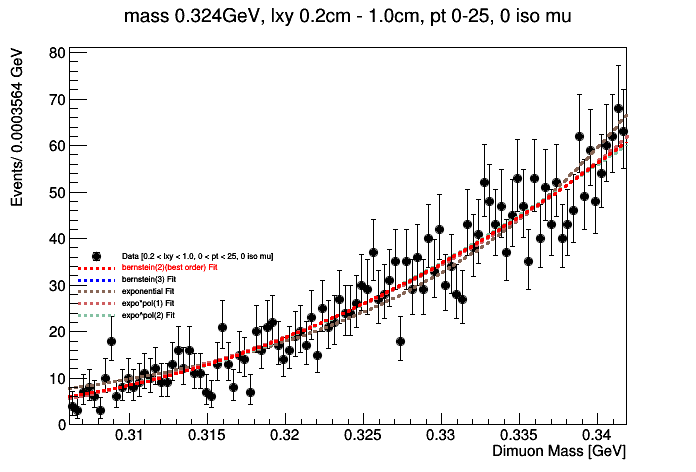 mass 0.324GeV, lxy 0.2cm - 1.0cm, pt 0-25, 0 iso mu
Events/ 0.0003564 GeV
80
70
60
50
40
30
20
10
0
Data [0.2 < lxy < 1.0, 0 < pt < 25, 0 iso mu]
bernstein(2)(best order) Fit
bernstein(3) Fit
exponential Fit
expo*pol(1) Fit
expo*pol(2) Fit
0.31 0.315 0.32 0.325 0.33 0.335 0.34
Dimuon Mass [GeV]